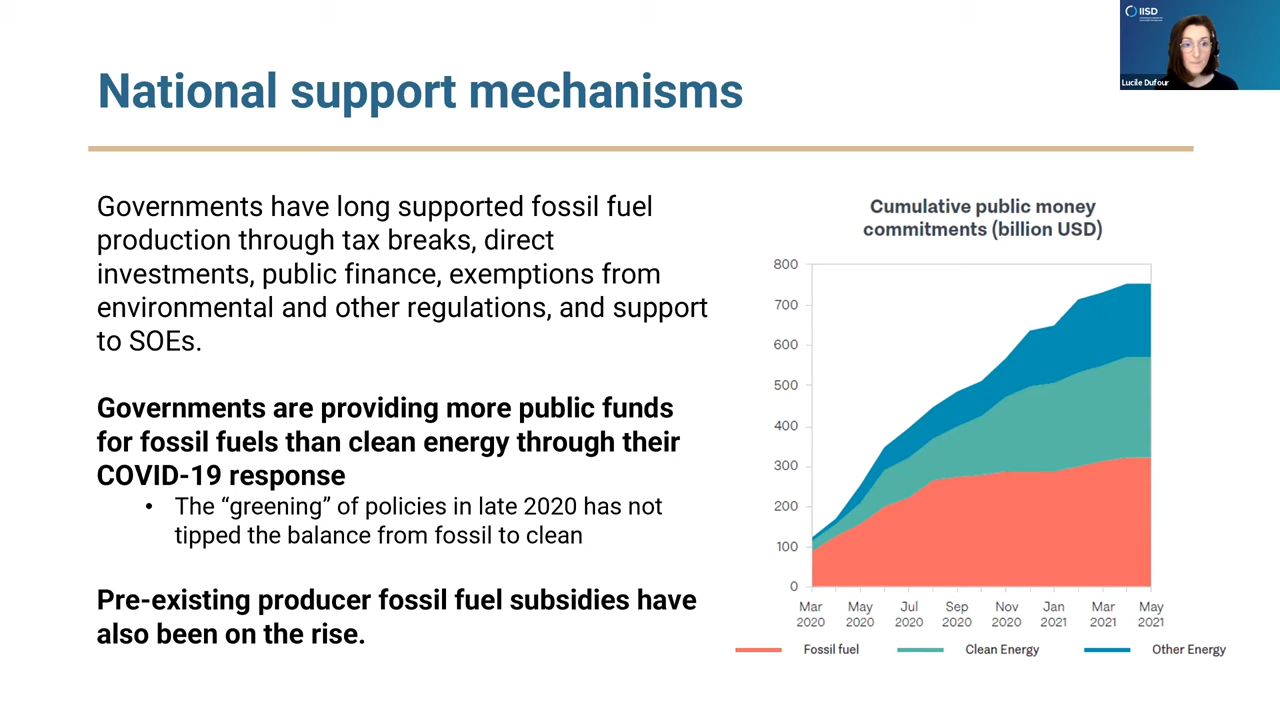 IISD
Lucile Dufour
National support mechanisms
Governments have long supported fossil fuel
production through tax breaks, direct
investments, public finance, exemptions from
environmental and other regulations, and support
to SOEs.
Governments are providing more public funds
for fossil fuels than clean energy through their
COVID-19 response
• The “greening” of policies in late 2020 has not
tipped the balance from fossil to clean
Pre-existing producer fossil fuel subsidies have
also been on the rise.
Cumulative public money
commitments (billion USD)
800
700
600
500
400
300
200
100
0
Mar May Jul Sep Nov Jan Mar May
2020 2020 2020 2020 2020 2021 2021 2021
Fossil fuel Clean Energy Other Energy